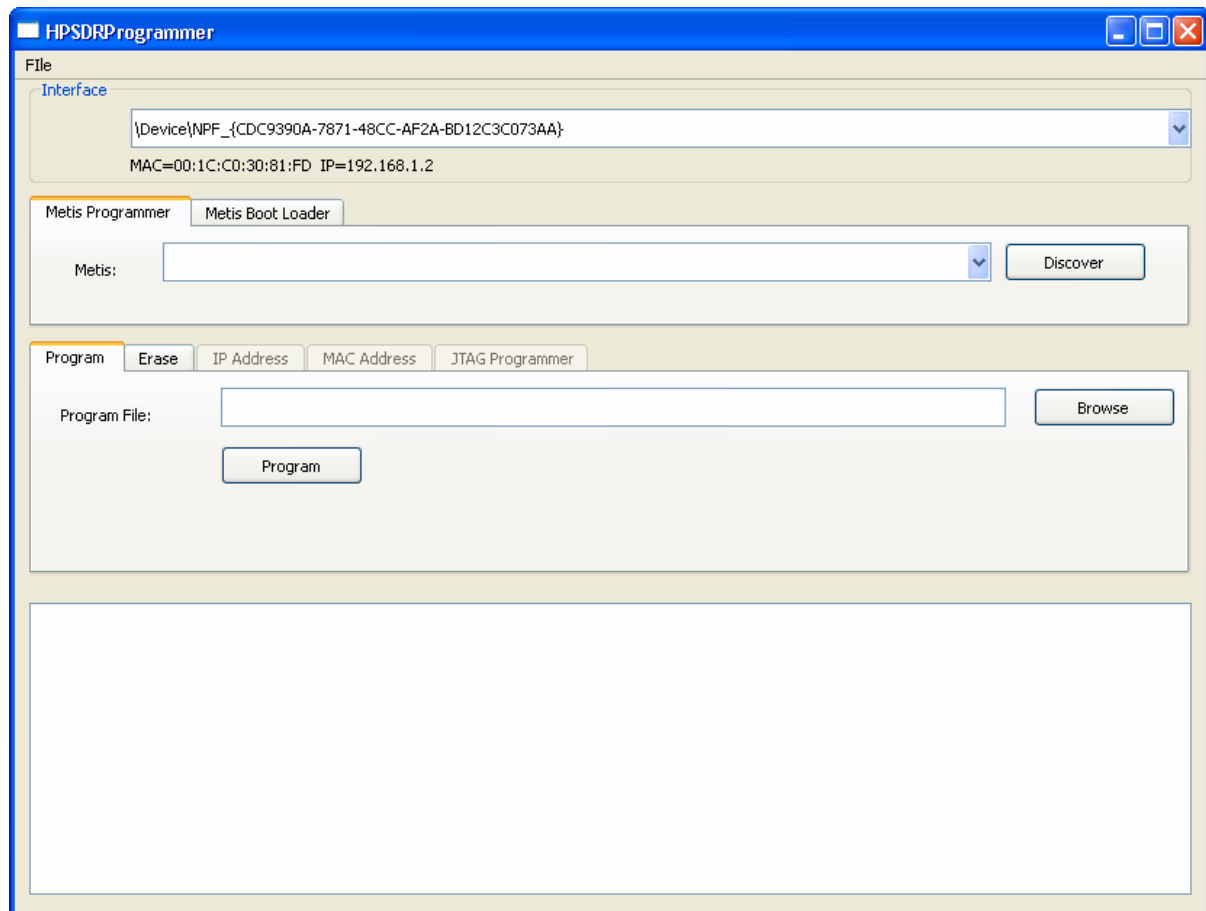 HPSDRProgrammer
FIle
Interface
\Device\NPF_{CDC9390A-7871-48CC-AF2A-BD12C3C073AA}
MAC=00:1C:C0:30:81:FD IP=192.168.1.2
Metis Programmer Metis Boot Loader
Metis: Discover
Program Erase IP Address MAC Address JTAG Programmer
Program File: Browse
Program